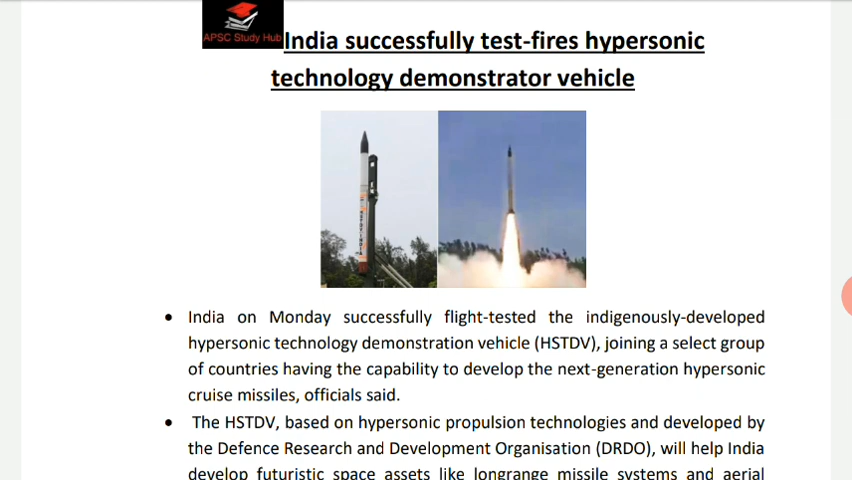 APSC Study Hub
India successfully test-fires hypersonic
technology demonstrator vehicle
• India on Monday successfully flight-tested the indigenously-developed
hypersonic technology demonstration vehicle (HSTDV), joining a select group
of countries having the capability to develop the next-generation hypersonic
cruise missiles, officials said.
• The HSTDV, based on hypersonic propulsion technologies and developed by
the Defence Research and Development Organisation (DRDO), will help India
develop futuristic space assets like longrange missile systems and aerial